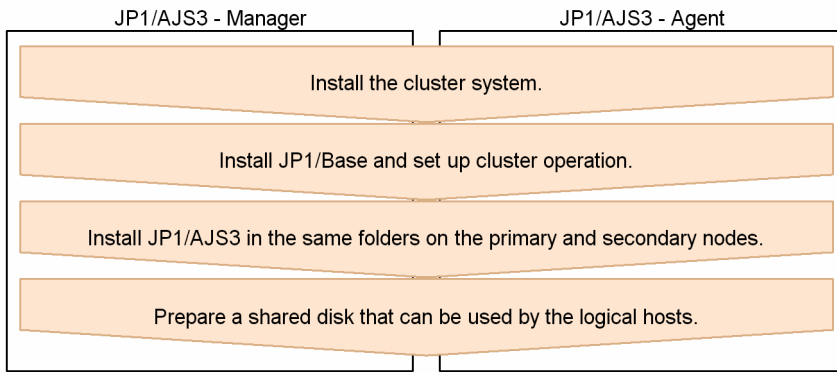 JP1/AJS3 - Manager
JP1/AJS3 - Agent
Install the cluster system.
Install JP1/Base and set up cluster operation.
Install JP1/AJS3 in the same folders on the primary and secondary nodes.
Prepare a shared disk that can be used by the logical hosts.